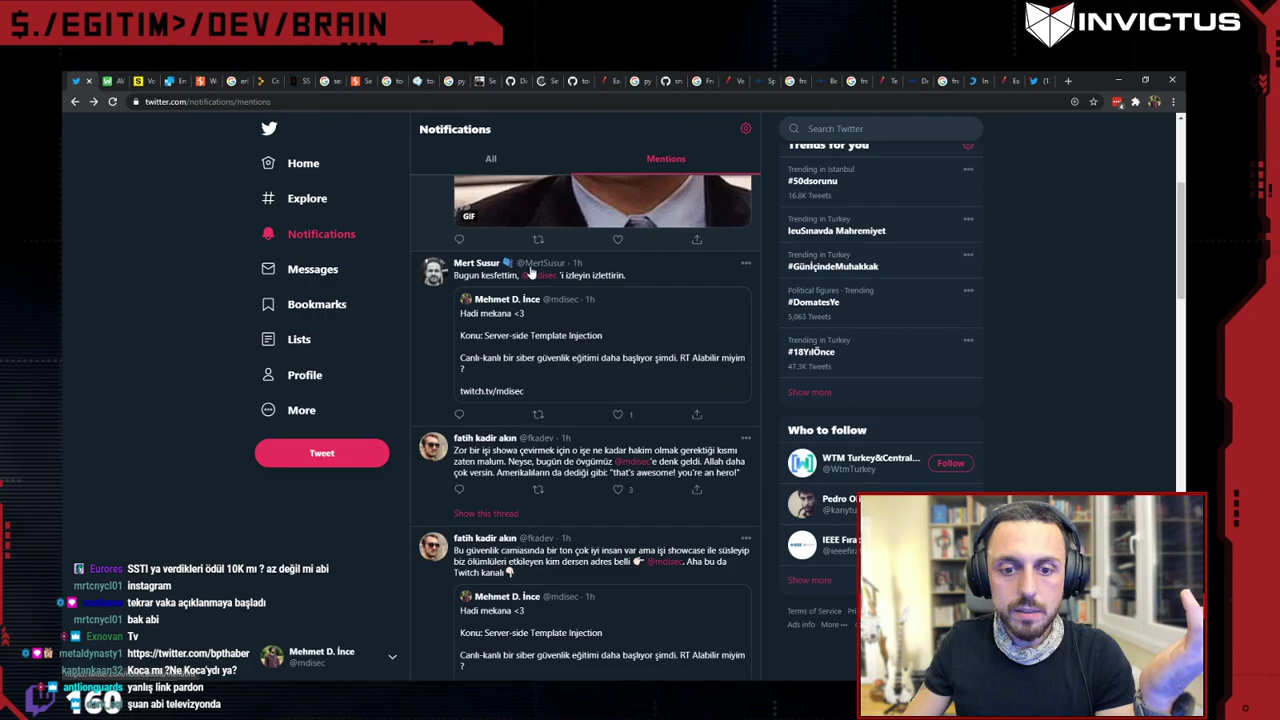 $./EGITIM>/DEV/BRAIN
INVICTUS
twitter.com/notifications/mentions
Home
Explore
Notifications
Messages
Bookmarks
Lists
Profile
More
Tweet
Mehmet D. İnce
@mdisec
Notifications
All
Mentions
GIF
Mert Susur @MertSusur · 1h
Bugun kesfettim, 'i izleyin izlettirin.
Mehmet D. İnce @mdisec · 1h
Hadi mekana <3
Konu: Server-side Template Injection
Canlı-kanlı bir siber güvenlik eğitimi daha başlıyor şimdi. RT Alabilir miyim
?
twitch.tv/mdisec
1
fatih kadir akın @fkadev · 1h
Zor bir işi showa çevirmek için o işe ne kadar hakim olmak gerektiği kısmı
zaten malum. Neyse, bugün de övgümüz @mdisec'e denk geldi. Allah daha
çok versin. Amerikalıların da dediği gibi: "that's awesome! you're an hero!"
3
Show this thread
fatih kadir akın @fkadev · 1h
Bu güvenlik camiasında bir ton çok iyi insan var ama işi showcase ile süsleyip
biz ölümlüleri etkileyen kim dersen adres belli @mdisec. Aha bu da
Twitch kanalı
Mehmet D. İnce @mdisec · 1h
Hadi mekana <3
Konu: Server-side Template Injection
Canlı-kanlı bir siber güvenlik eğitimi daha başlıyor şimdi. RT Alabilir miyim
?
Search Twitter
Trends for you
Trending in Istanbul
#50dsorunu
16.8K Tweets
Trending in Turkey
IeuSınavda Mahremiyet
Trending in Turkey
#GünİçindeMuhakkak
Political figures · Trending
#DomatesYe
5,063 Tweets
Trending in Turkey
#18YılÖnce
47.3K Tweets
Show more
Who to follow
WTM Turkey&Central...
@WtmTurkey
Follow
Pedro Oli
@kanytu
IEEE Fıra
@ieeefira
Show more
Terms of Service
Ads info More
Eurores SSTI ya verdikleri ödül 10K mı ? az değil mi abi
mrtcnycl01 instagram
tekrar vaka açıklanmaya başladı
mrtcnycl01 bak abi
Exnovan Tv
metaldynasty1 https://twitter.com/bpthaber
kaptankaan32 Koca mı ?Ne Koca'ydı ya?
antlionguards yanlış link pardon
şuan abi televizyonda
160